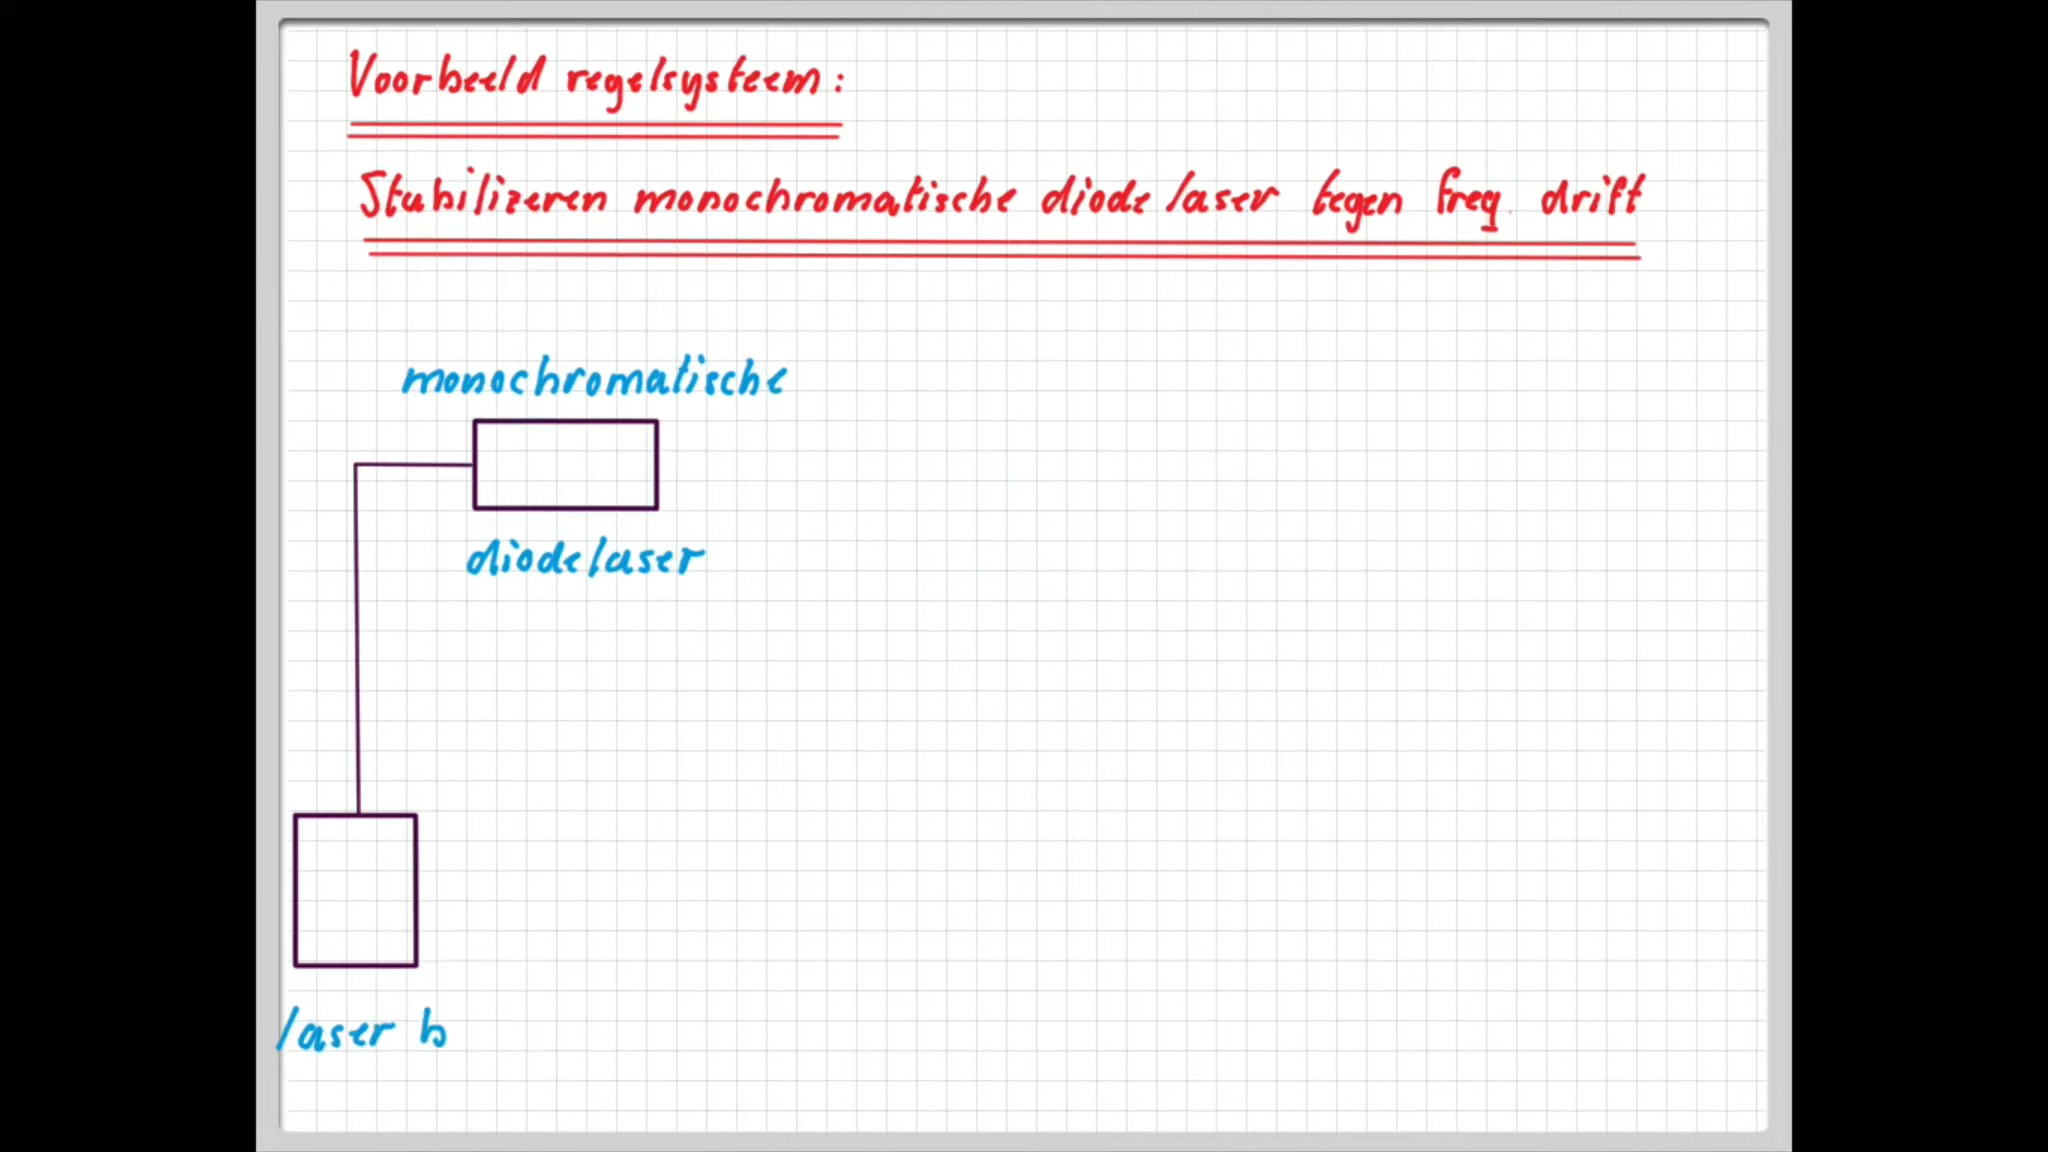 Voorbeeld regelsysteem:
Stabilizeren monochromatische diode laser tegen freq. drift
monochromatische
diodelaser
laser b